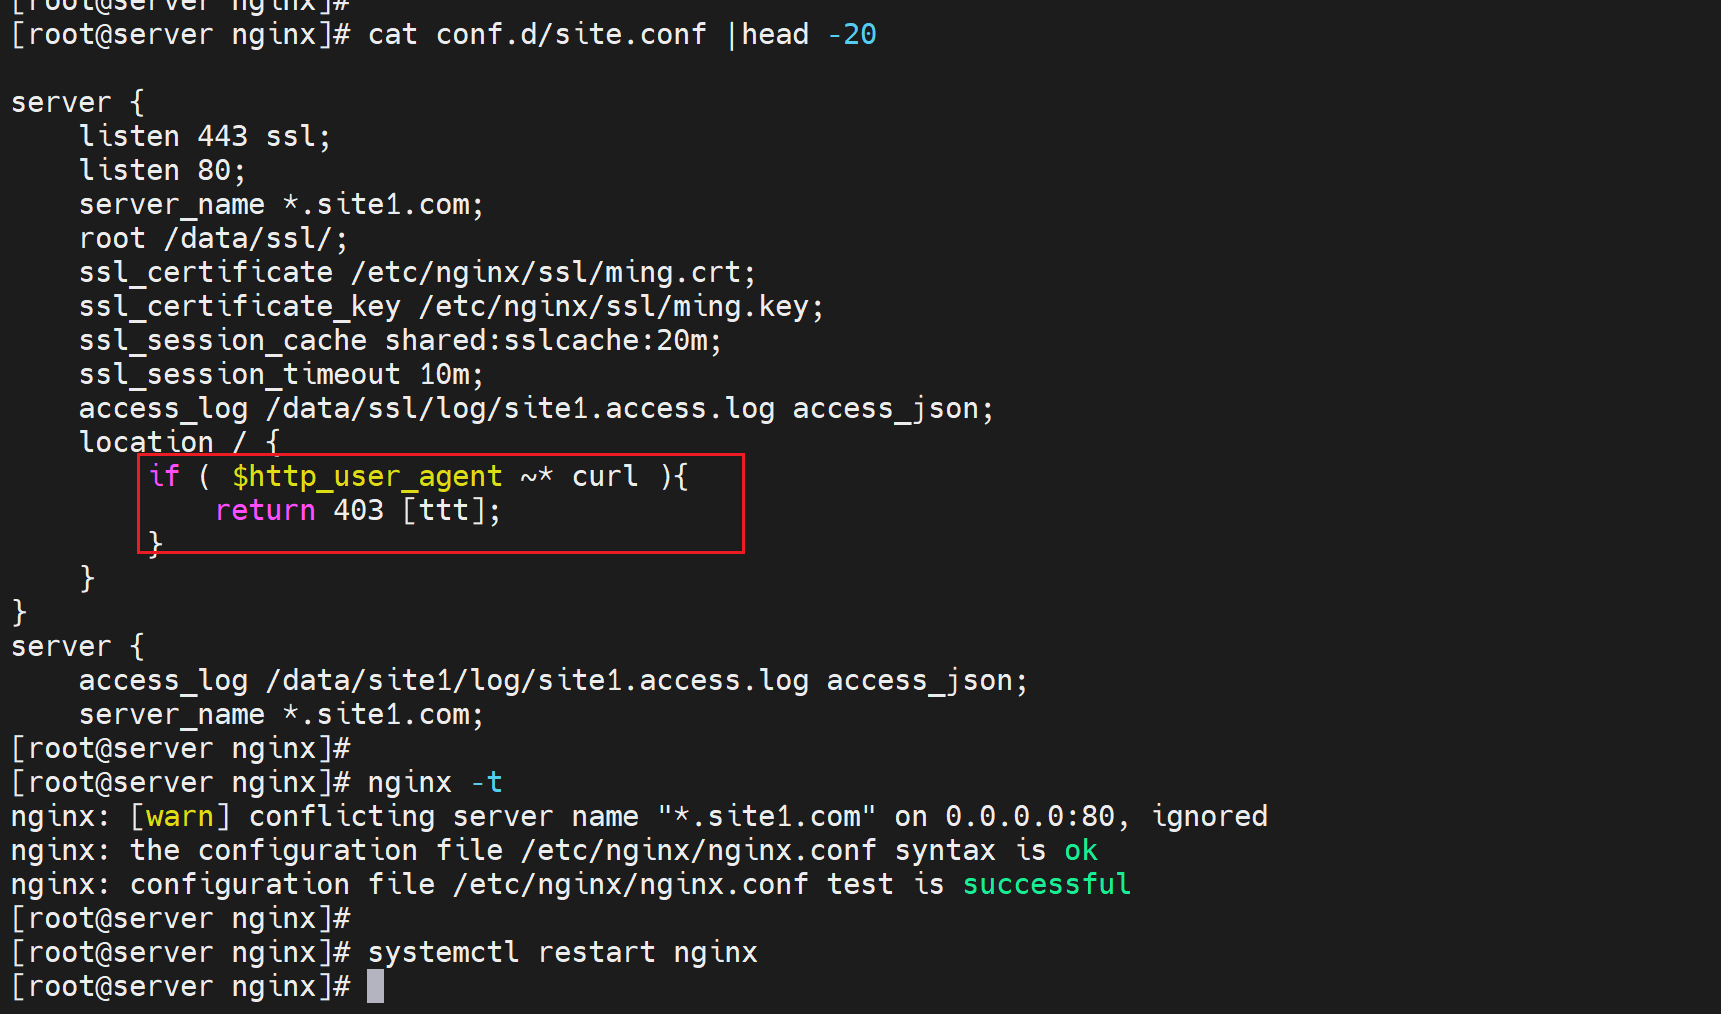 [root@server nginx]#
[root@server nginx]# cat conf.d/site.conf |head -20

server {
    listen 443 ssl;
    listen 80;
    server_name *.site1.com;
    root /data/ssl/;
    ssl_certificate /etc/nginx/ssl/ming.crt;
    ssl_certificate_key /etc/nginx/ssl/ming.key;
    ssl_session_cache shared:sslcache:20m;
    ssl_session_timeout 10m;
    access_log /data/ssl/log/site1.access.log access_json;
    location / {
        if ( $http_user_agent ~* curl ){
            return 403 [ttt];
        }
    }
}
server {
    access_log /data/site1/log/site1.access.log access_json;
    server_name *.site1.com;
[root@server nginx]#
[root@server nginx]# nginx -t
nginx: [warn] conflicting server name "*.site1.com" on 0.0.0.0:80, ignored
nginx: the configuration file /etc/nginx/nginx.conf syntax is ok
nginx: configuration file /etc/nginx/nginx.conf test is successful
[root@server nginx]#
[root@server nginx]# systemctl restart nginx
[root@server nginx]#